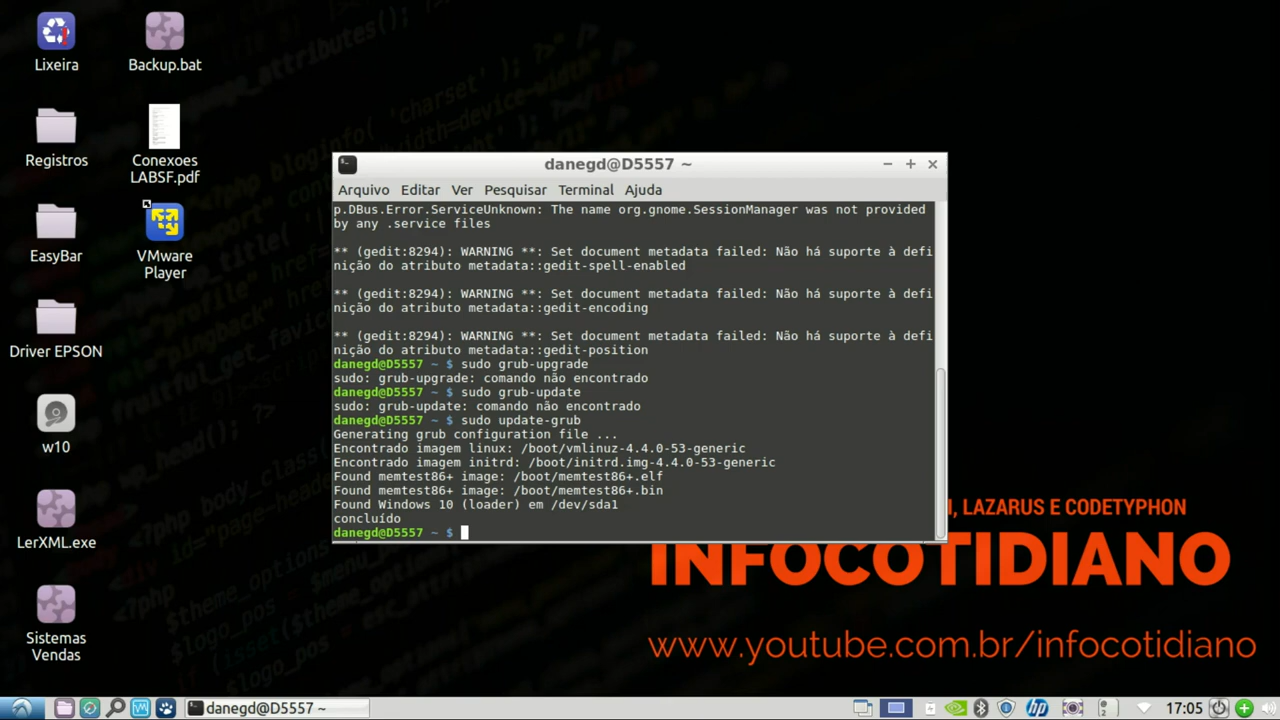 Lixeira
Backup.bat
Registros
Conexoes
LABSF.pdf
EasyBar
VMware
Player
Driver EPSON
w10
LerXML.exe
Sistemas
Vendas
danegd@D5557 ~
Arquivo Editar Ver Pesquisar Terminal Ajuda
p.DBus.Error.ServiceUnknown: The name org.gnome.SessionManager was not provided
by any .service files
** (gedit:8294): WARNING **: Set document metadata failed: Não há suporte à defi
nição do atributo metadata::gedit-spell-enabled
** (gedit:8294): WARNING **: Set document metadata failed: Não há suporte à defi
nição do atributo metadata::gedit-encoding
** (gedit:8294): WARNING **: Set document metadata failed: Não há suporte à defi
nição do atributo metadata::gedit-position
danegd@D5557 ~ $ sudo grub-upgrade
sudo: grub-upgrade: comando não encontrado
danegd@D5557 ~ $ sudo grub-update
sudo: grub-update: comando não encontrado
danegd@D5557 ~ $ sudo update-grub
Generating grub configuration file ...
Encontrado imagem linux: /boot/vmlinuz-4.4.0-53-generic
Encontrado imagem initrd: /boot/initrd.img-4.4.0-53-generic
Found memtest86+ image: /boot/memtest86+.elf
Found memtest86+ image: /boot/memtest86+.bin
Found Windows 10 (loader) em /dev/sda1
concluído
danegd@D5557 ~ $
, LAZARUS E CODETYPHON
INFOCOTIDIANO
www.youtube.com.br/infocotidiano
danegd@D5557 ~
hp
2
17:05